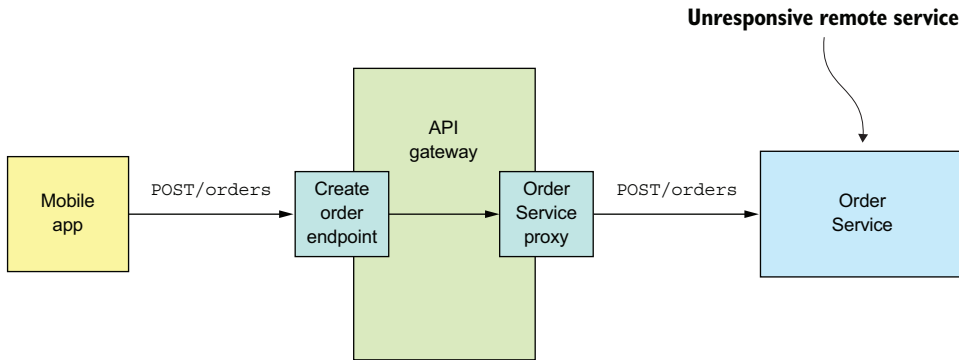 Unresponsive remote service
API
gateway
Mobile
app
POST/orders
Create
order
endpoint
Order
Service
proxy
POST/orders
Order
Service